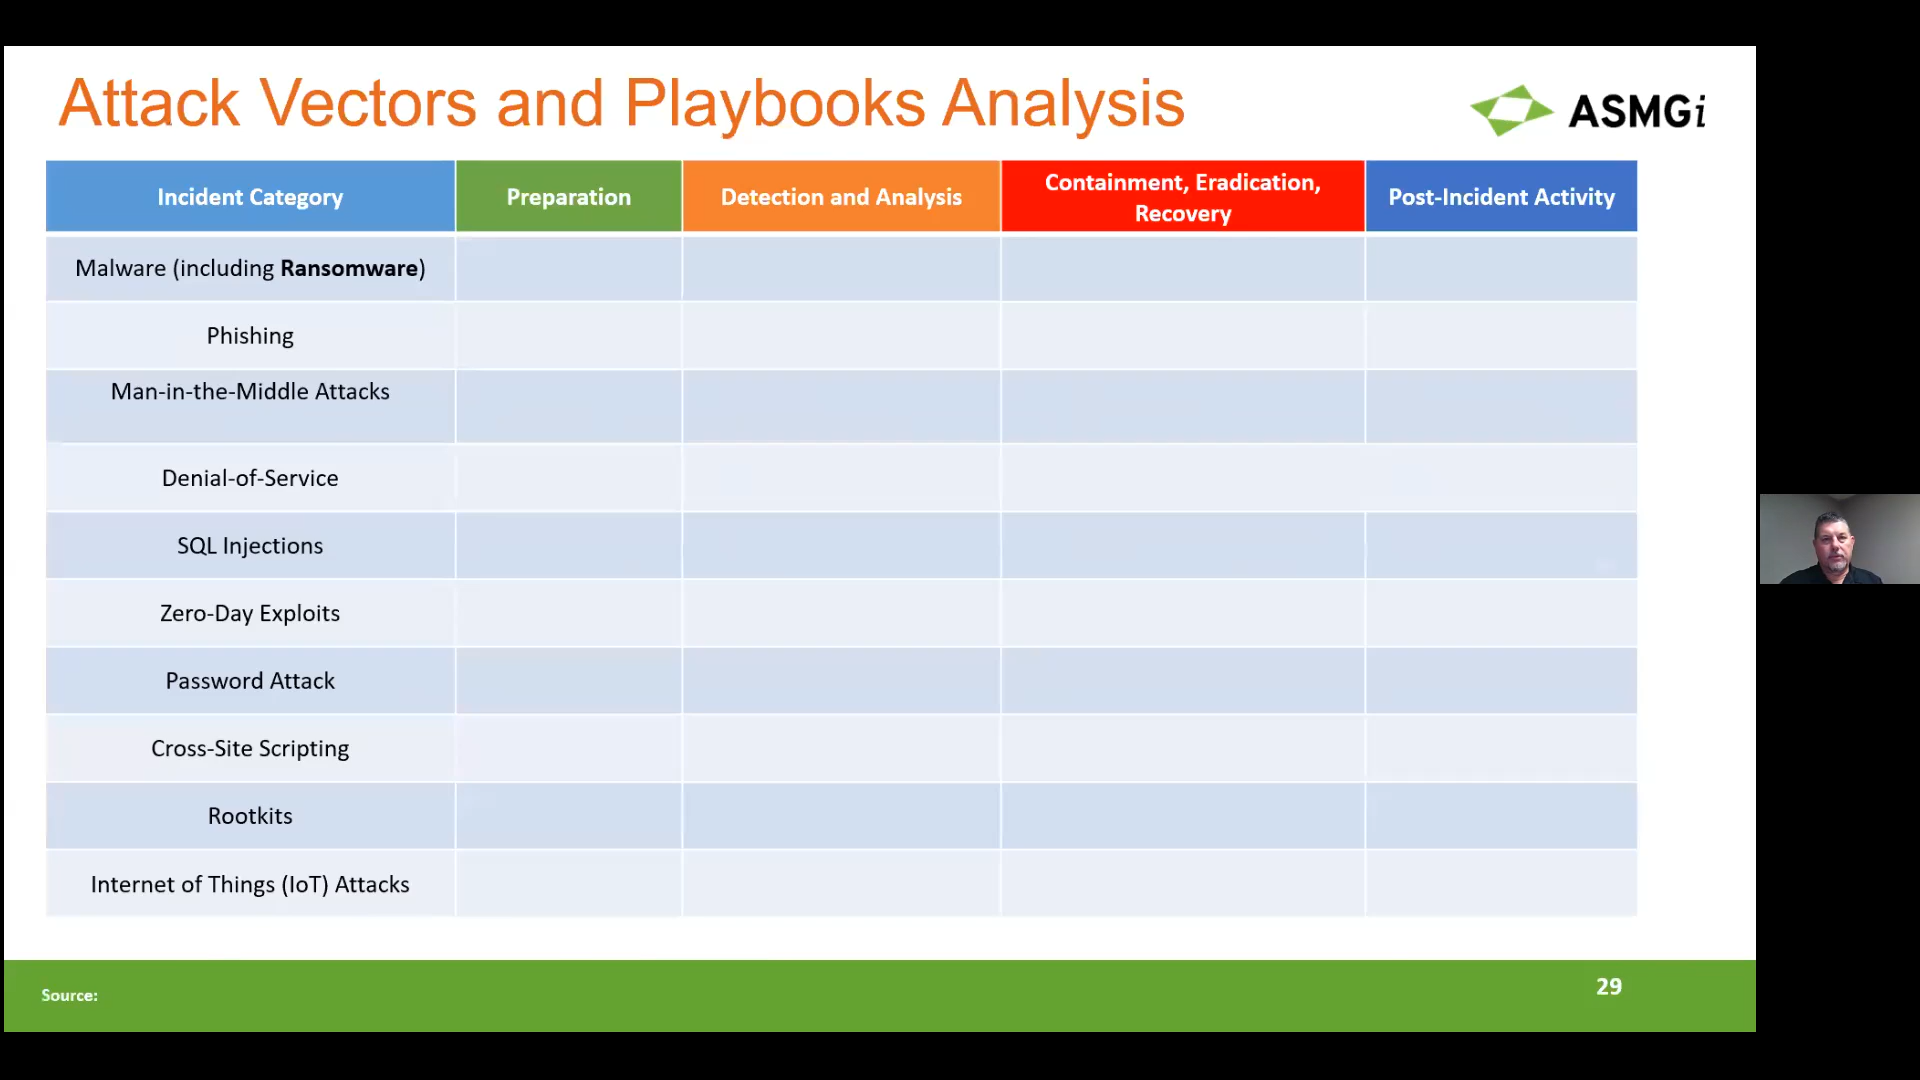 Attack Vectors and Playbooks Analysis
ASMGi
Incident Category
Preparation
Detection and Analysis
Containment, Eradication,
Recovery
Post-Incident Activity
Malware (including Ransomware)
Phishing
Man-in-the-Middle Attacks
Denial-of-Service
SQL Injections
Zero-Day Exploits
Password Attack
Cross-Site Scripting
Rootkits
Internet of Things (IoT) Attacks
Source:
29